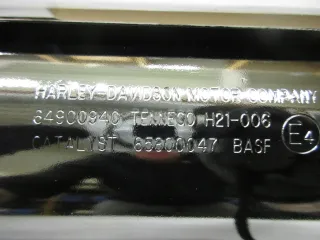 HARLEY-DAVIDSON MOTOR COMPANY
64900940 TENNECO H21-006
CATALYST 65900047 BASF
E4